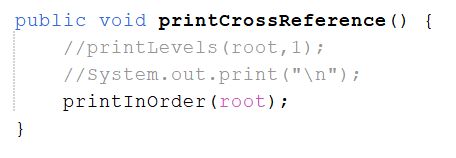 public void printCrossReference() {
    //printLevels(root,1);
    //System.out.print("\n");
    printInOrder(root);
}